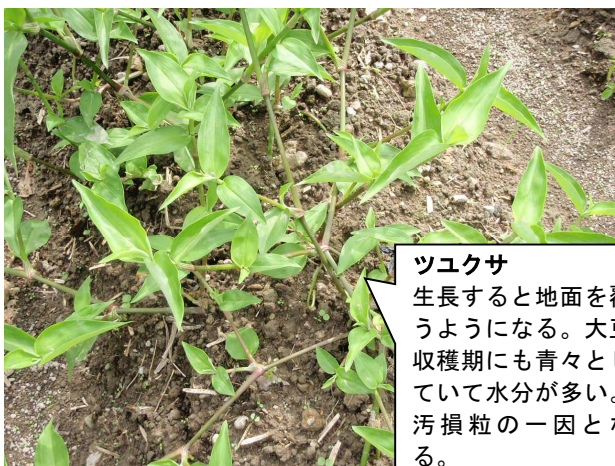 ツユクサ
生長すると地面を
うようになる。大
収穫期にも青々と
ていて水分が多い。
汚損粒の一因と
る。